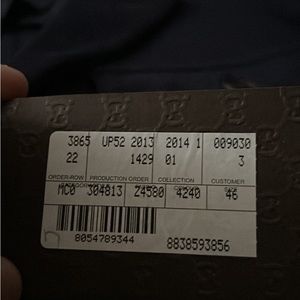 3865 UP52 2013 2014 1 009030
22 1429 01 3
ORDER-ROW PRODUCTION ORDER COLLECTION CUSTOMER
MC0 304813 Z4580 4240 46
8054789344
8838593856